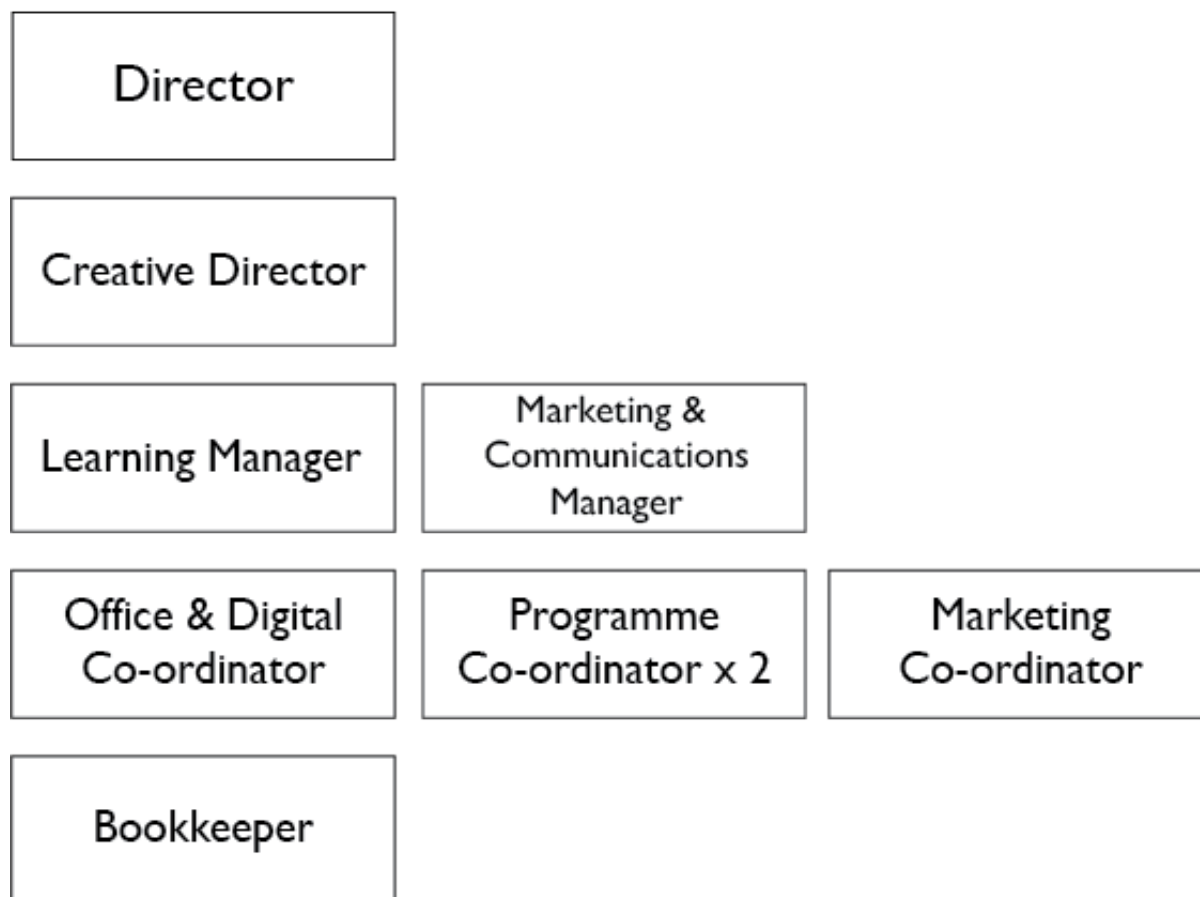 Director
Creative Director
Learning Manager
Marketing &
Communications
Manager
Office & Digital
Co-ordinator
Programme
Co-ordinator x 2
Marketing
Co-ordinator
Bookkeeper